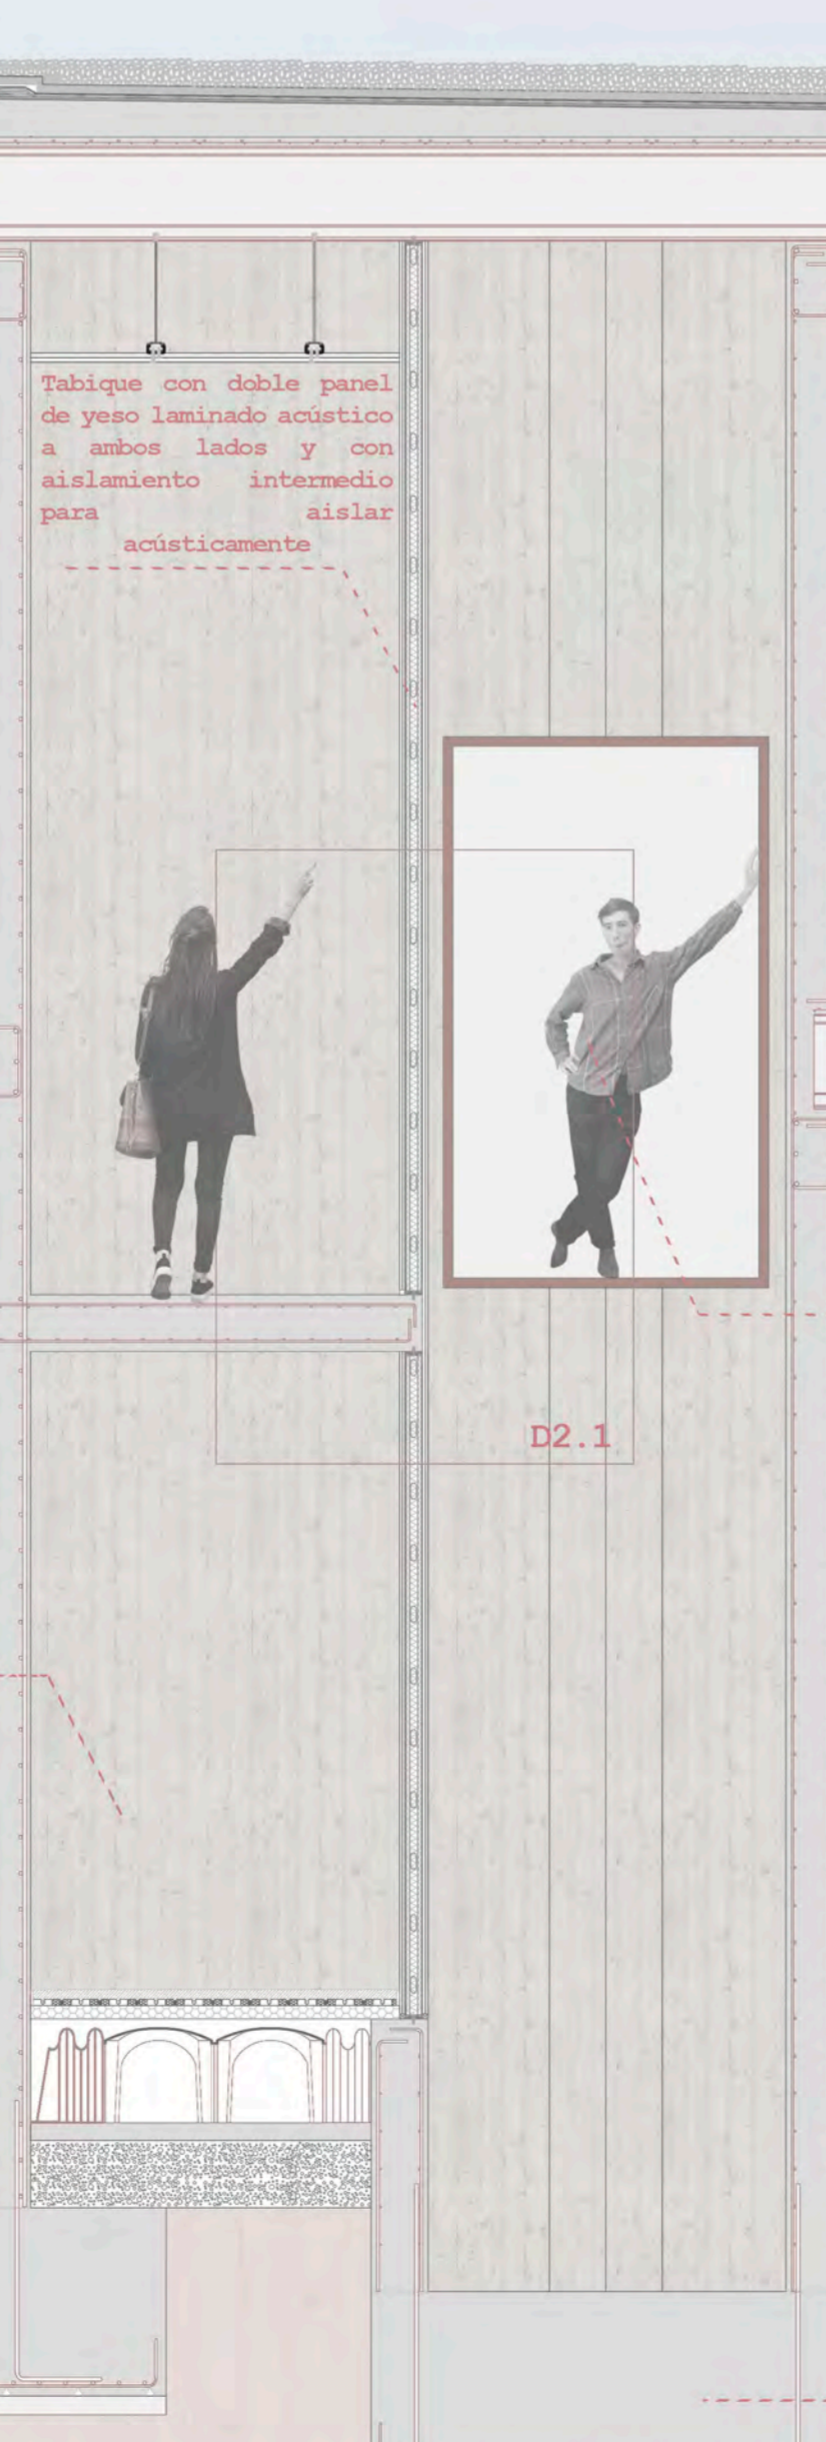 Tabique con doble panel
de yeso laminado acústico
a ambos lados y con
aislamiento intermedio
para aislar
acústicamente
D2.1